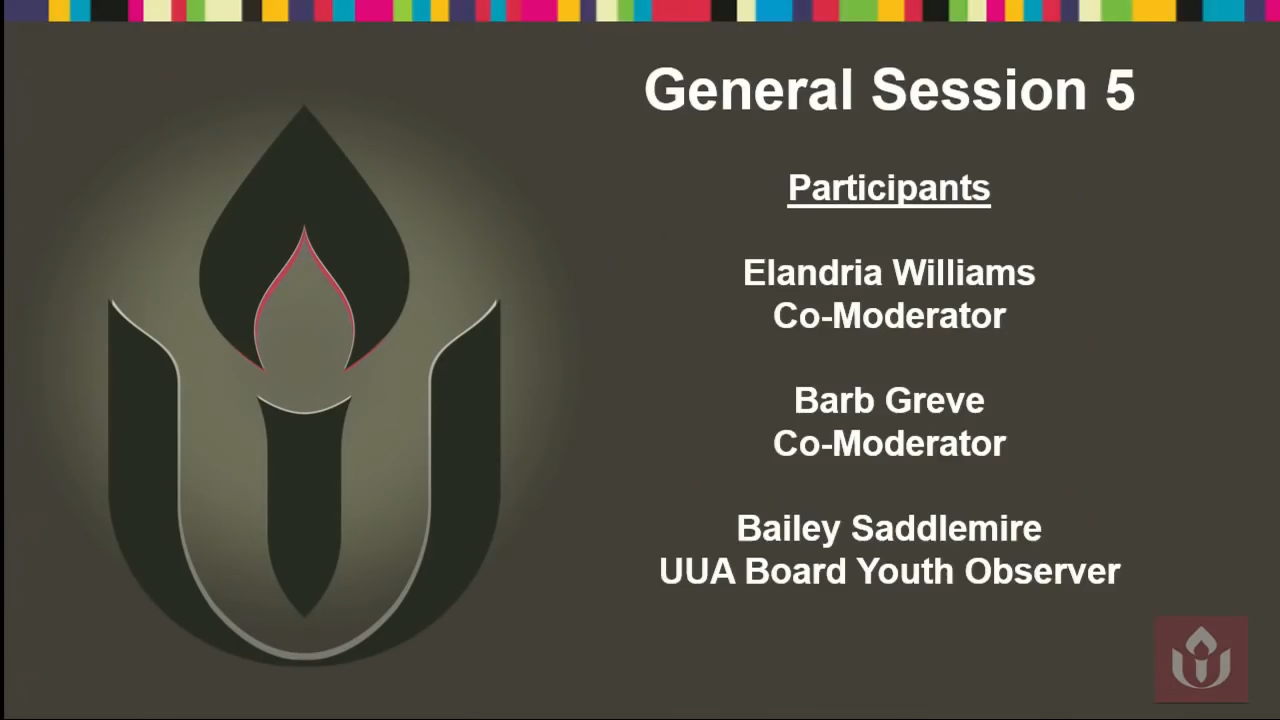 General Session 5
Participants
Elandria Williams
Co-Moderator
Barb Greve
Co-Moderator
Bailey Saddlemire
UUA Board Youth Observer